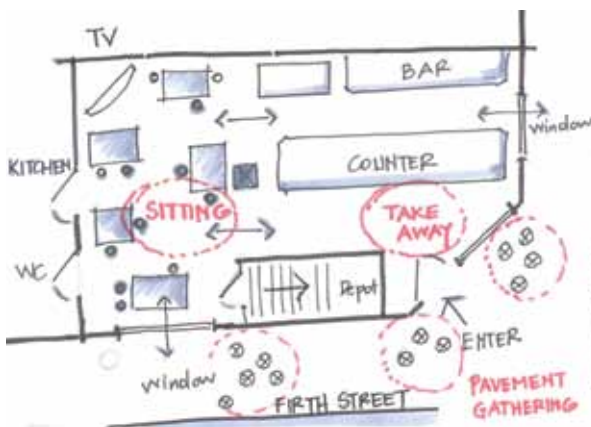 TV
BAR
window
KITCHEN
COUNTER
SITTING
TAKE
AWAY
WC
Depot
ENTER
window
PAVEMENT
GATHERING
FIRTH STREET